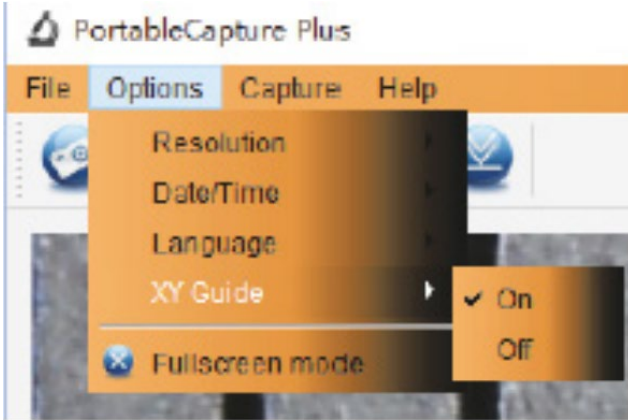 PortableCapture Plus
File Options Capture Help
Resolution
Date/Time
Language
XY Guide
On
Off
Fullscreen mode